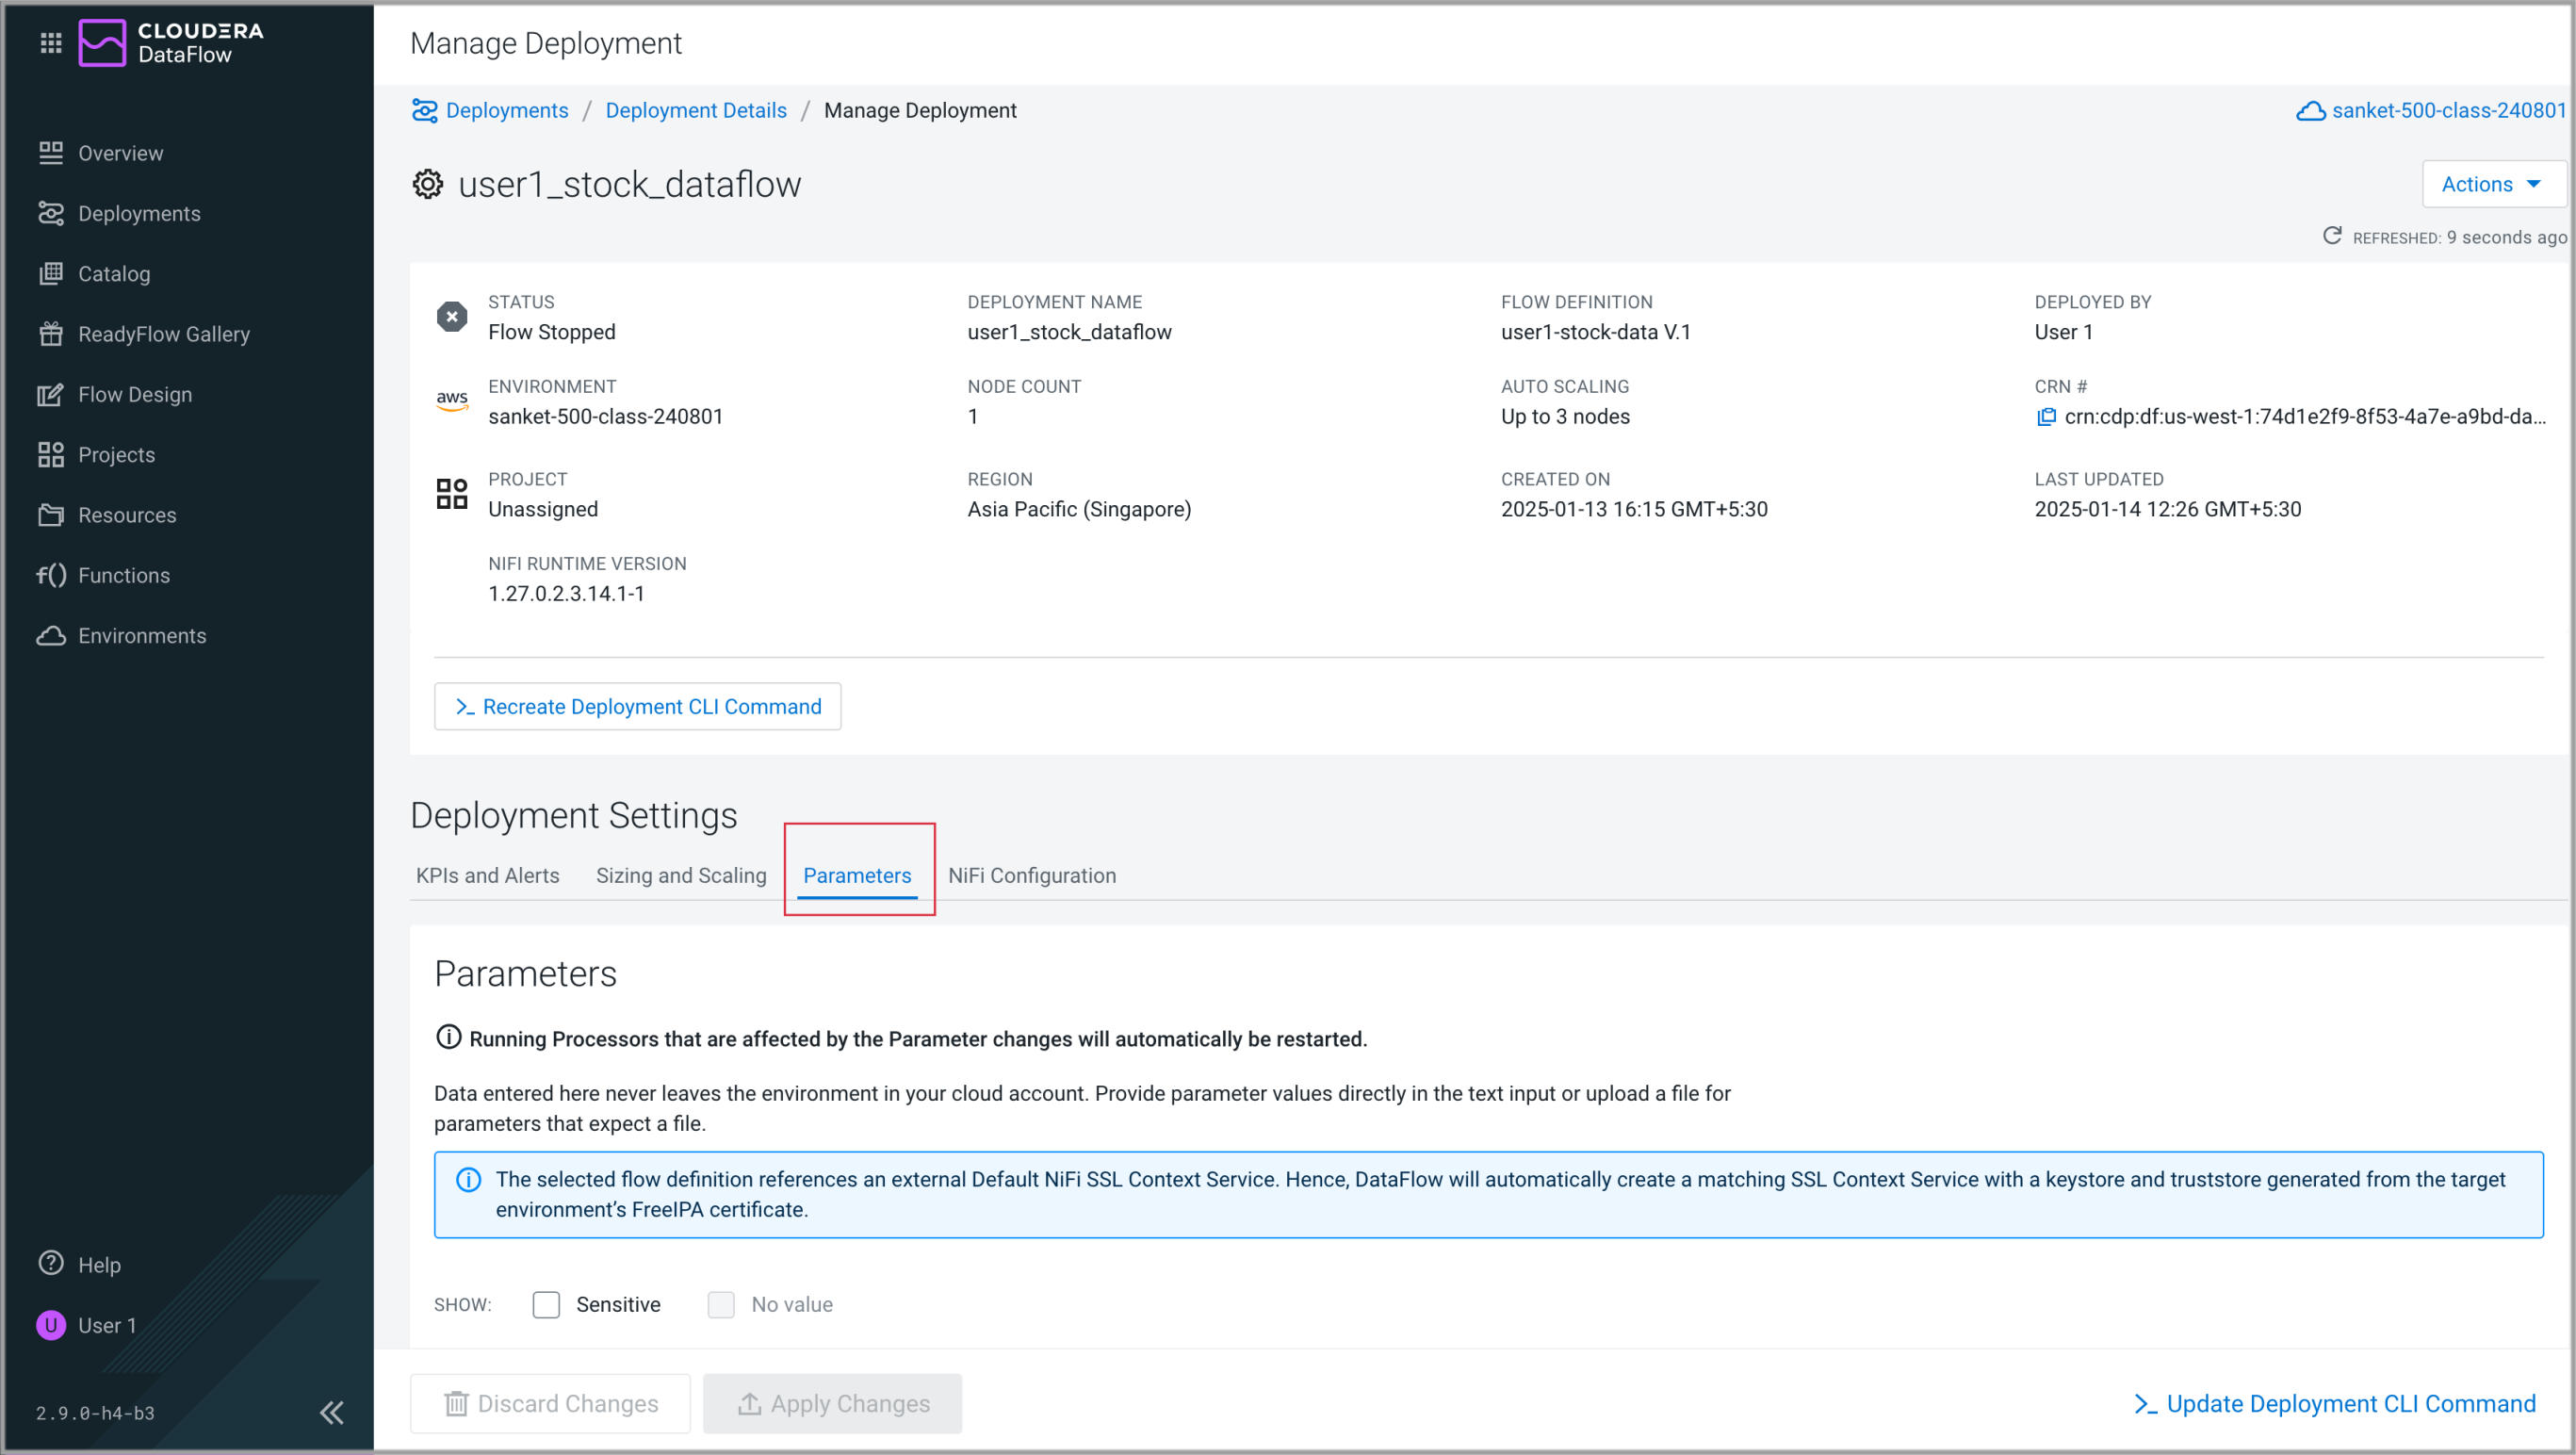 CLOUDERA
DataFlow
Overview
Deployments
Catalog
ReadyFlow Gallery
Flow Design
Projects
Resources
f() Functions
Environments
Help
U User 1
2.9.0-h4-b3
Manage Deployment
Deployments / Deployment Details / Manage Deployment
sanket-500-class-240801
user1_stock_dataflow
Actions
REFRESHED: 9 seconds ago
STATUS
Flow Stopped
DEPLOYMENT NAME
user1_stock_dataflow
FLOW DEFINITION
user1-stock-data V.1
DEPLOYED BY
User 1
aws
ENVIRONMENT
sanket-500-class-240801
NODE COUNT
1
AUTO SCALING
Up to 3 nodes
CRN #
crn:cdp:df:us-west-1:74d1e2f9-8f53-4a7e-a9bd-da...
PROJECT
Unassigned
REGION
Asia Pacific (Singapore)
CREATED ON
2025-01-13 16:15 GMT+5:30
LAST UPDATED
2025-01-14 12:26 GMT+5:30
NIFI RUNTIME VERSION
1.27.0.2.3.14.1-1
>_ Recreate Deployment CLI Command
Deployment Settings
KPIs and Alerts Sizing and Scaling Parameters NiFi Configuration
Parameters
Running Processors that are affected by the Parameter changes will automatically be restarted.
Data entered here never leaves the environment in your cloud account. Provide parameter values directly in the text input or upload a file for
parameters that expect a file.
The selected flow definition references an external Default NiFi SSL Context Service. Hence, DataFlow will automatically create a matching SSL Context Service with a keystore and truststore generated from the target
environment's FreeIPA certificate.
SHOW: Sensitive No value
Discard Changes Apply Changes
>_ Update Deployment CLI Command